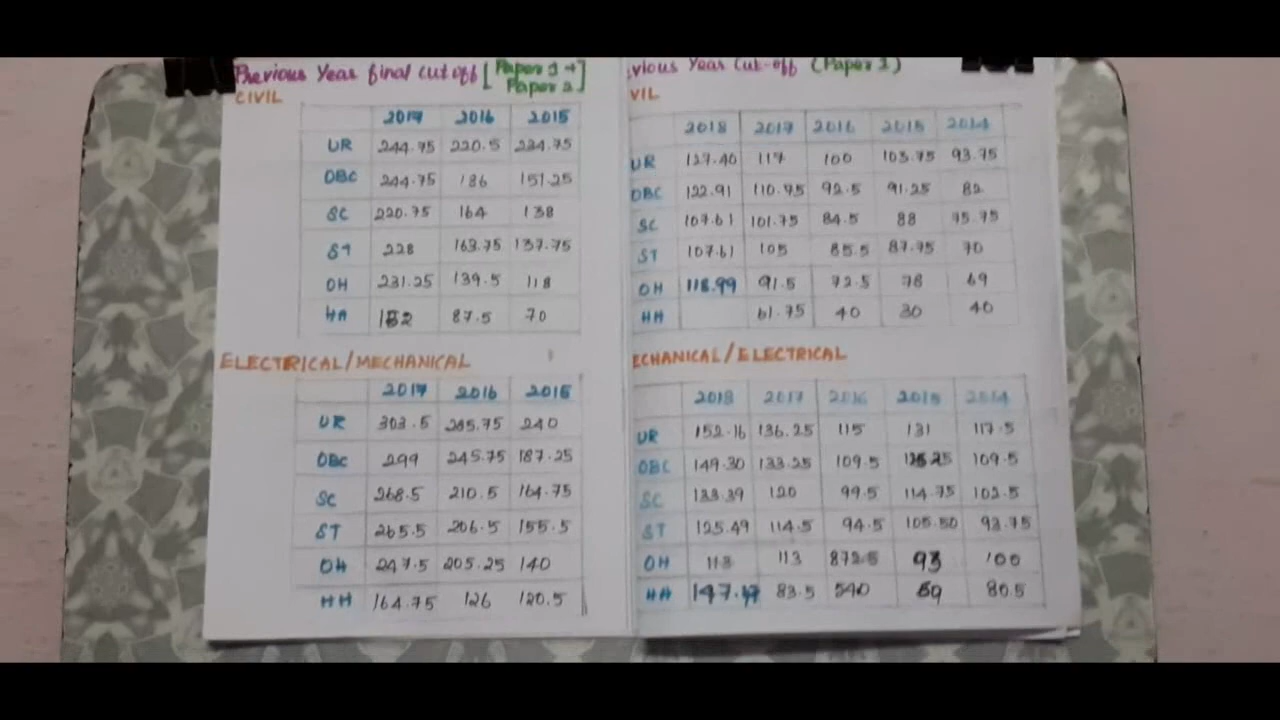 Previous Year final cut off [Paper 1 + Paper 2]
CIVIL
2017 2016 2015
UR 244.75 220.5 234.75
OBC 244.75 186 151.25
SC 220.75 164 138
ST 228 163.75 137.75
OH 231.25 139.5 118
HH 87.5 70
ELECTRICAL/MECHANICAL
2017 2016 2015
UR 303.5 240
OBC 299 245.75 187.25
SC 268.5 210.5 164.75
ST 265.5 206.5 155.5
OH 247.5 205.25 140
HH 164.75 126 120.5
vious Year Cut-off (Paper 1)
VIL
2018 2017 2016 2015 2014
UR 127.40 117 100 103.75 93.75
OBC 122.91 110.75 92.5 91.25 82
SC 107.61 101.75 84.5 88 75.75
ST 107.61 105 85.5 87.75 70
OH 118.99 91.5 72.5 78 69
HH 61.75 40 30 40
ECHANICAL/ELECTRICAL
2018 2017 2016 2015 2014
UR 152.16 136.25 115 131 117.5
OBC 149.30 133.25 109.5 109.5
SC 133.39 120 99.5 114.75 102.5
ST 125.49 114.5 94.5 105.50 93.75
OH 113 113 872.5 93 100
HH 147.17 83.5 540 80.5